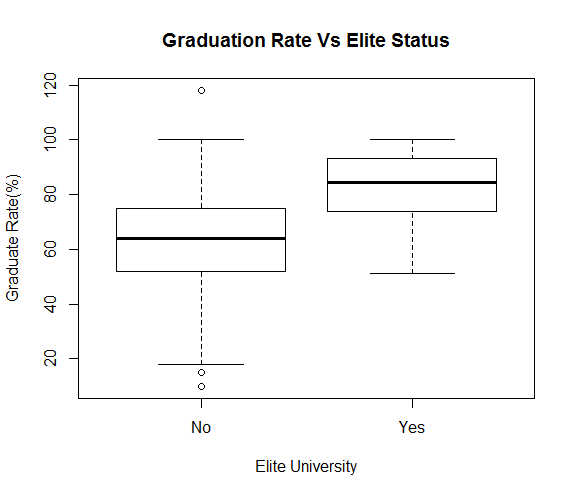 Graduation Rate Vs Elite Status
Graduate Rate(%)
120
100
80
60
40
20
No
Yes
Elite University